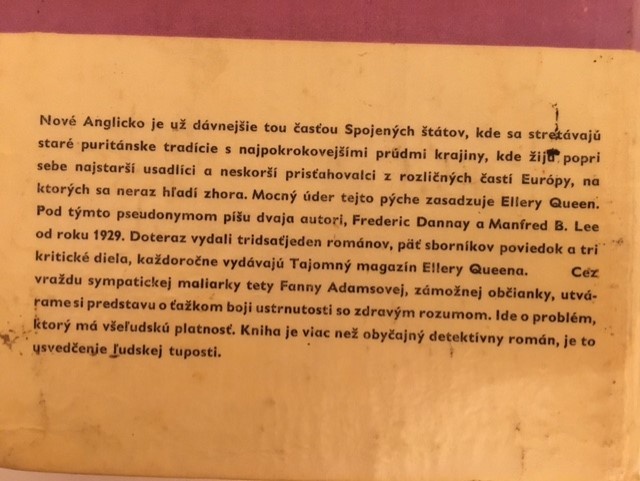 Nové Anglicko je už dávnejšie tou časťou Spojených štátov, kde sa stretávajú
staré puritánske tradície s najpokrokovejšími prúdmi krajiny, kde žijú popri
sebe najstarší usadlíci a neskorší prisťahovalci z rozličných častí Európy, na
ktorých sa neraz hľadí zhora. Mocný úder tejto pýche zasadzuje Ellery Queen.
Pod týmto pseudonymom píšu dvaja autori, Frederic Dannay a Manfred B. Lee
od roku 1929. Doteraz vydali tridsaťjeden románov, päť sborníkov poviedok a tri
kritické diela, každoročne vydávajú Tajomný magazín Ellery Queena. Cez
vraždu sympatickej maliarky tety Fanny Adamsovej, zámožnej občianky, utvá-
rame si predstavu o ťažkom boji ustrnutosti so zdravým rozumom. Ide o problém,
ktorý má všeľudskú platnosť. Kniha je viac než obyčajný detektívny román, je to
usvedčenie ľudskej tuposti.